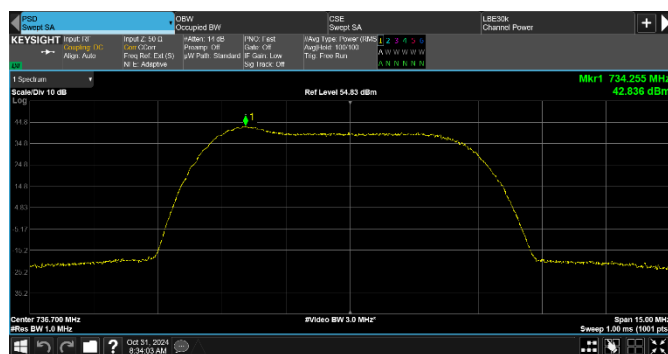 PSD
Swept SA
OBW
Occupied BW
CSE
Swept SA
LBE30k
Channel Power
KEYSIGHT
Input: RF
Coupling: DC
Align: Auto
Input Z: 50 Ω
Corr CCorr
Freq Ref: Ext (S)
NFE: Adaptive
#Atten: 14 dB
Preamp: Off
µW Path: Standard
PNO: Fast
Gate: Off
IF Gain: Low
Sig Track: Off
#Avg Type: Power (RMS)
Avg|Hold: 100/100
Trig: Free Run
1 2 3 4 5 6
A W W W W W
A N N N N N
1 Spectrum
Scale/Div 10 dB
Log
Ref Level 54.83 dBm
Mkr1 734.255 MHz
42.836 dBm
1
44.8
34.8
24.8
14.8
4.83
-5.17
-15.2
-25.2
-35.2
Center 736.700 MHz
#Res BW 1.0 MHz
#Video BW 3.0 MHz*
Span 15.00 MHz
Sweep 1.00 ms (1001 pts)
Oct 31, 2024
8:34:03 AM